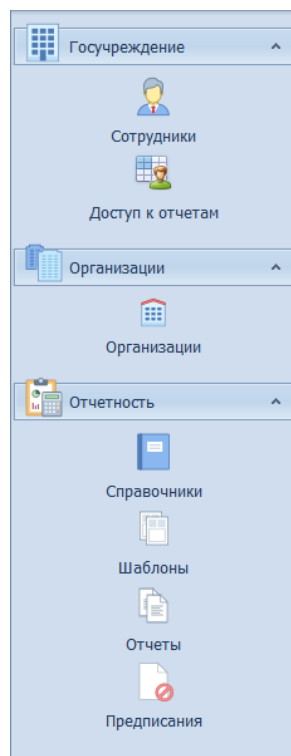 Госучреждение
Сотрудники
Доступ к отчетам
Организации
Организации
Отчетность
Справочники
Шаблоны
Отчеты
Предписания